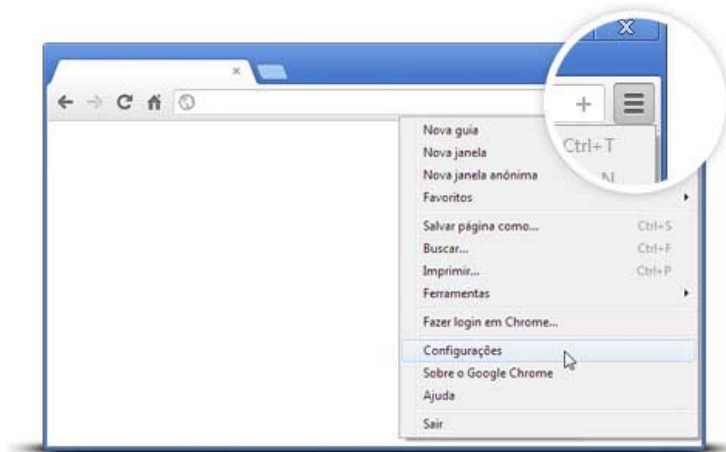 X
Nova guia Ctrl+T
Nova janela N
Nova janela anónima
Favoritos
Salvar página como... Ctrl+S
Buscar... Ctrl+F
Imprimir... Ctrl+P
Ferramentas
Fazer login em Chrome...
Configurações
Sobre o Google Chrome
Ajuda
Sair